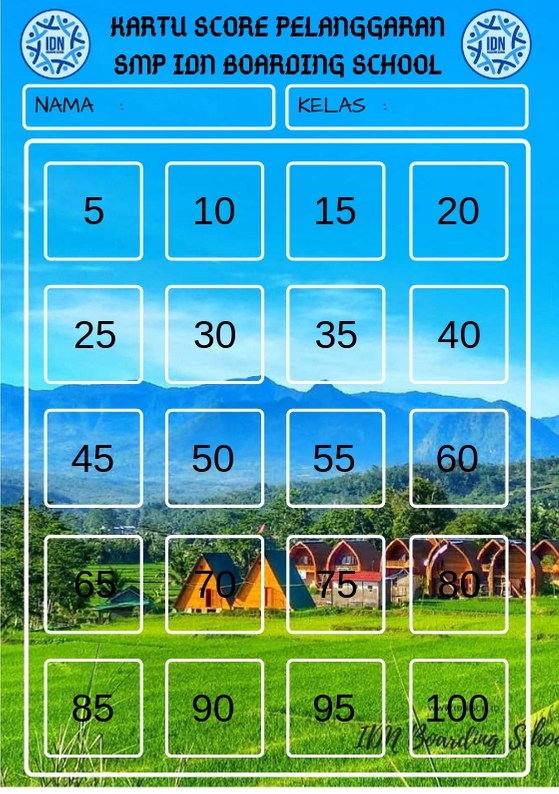 KARTU SCORE PELANGGARAN
SMP IDN BOARDING SCHOOL
IDN
IDN
NAMA :
KELAS :
5 10 15 20
25 30 35 40
45 50 55 60
65 70 75 80
85 90 95 100
Boarding